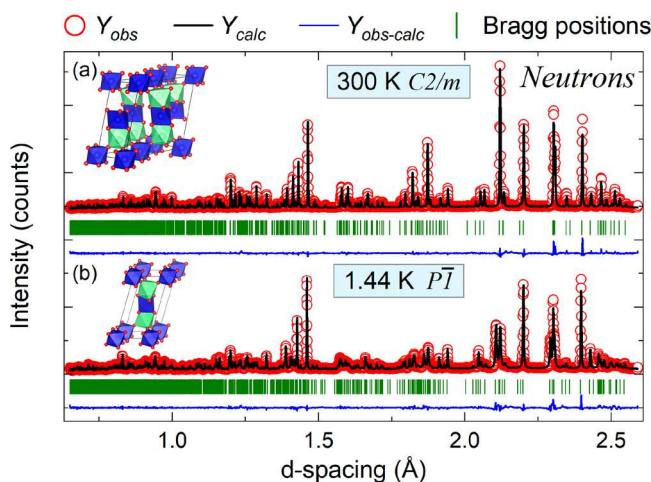 Y_obs Y_calc Y_obs-calc Bragg positions
(a) 300 K C2/m Neutrons
(b) 1.44 K P1̅
Intensity (counts)
1.0 1.5 2.0 2.5
d-spacing (Å)